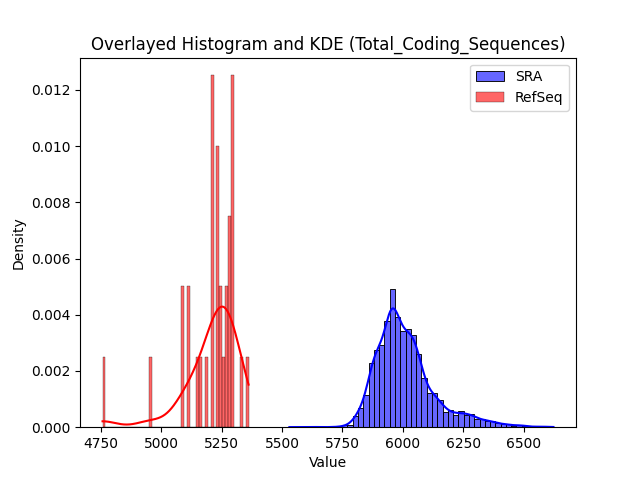 Overlayed Histogram and KDE (Total_Coding_Sequences)
SRA
RefSeq
0.012
0.010
0.008
0.006
0.004
0.002
0.000
Density
4750 5000 5250 5500 5750 6000 6250 6500
Value